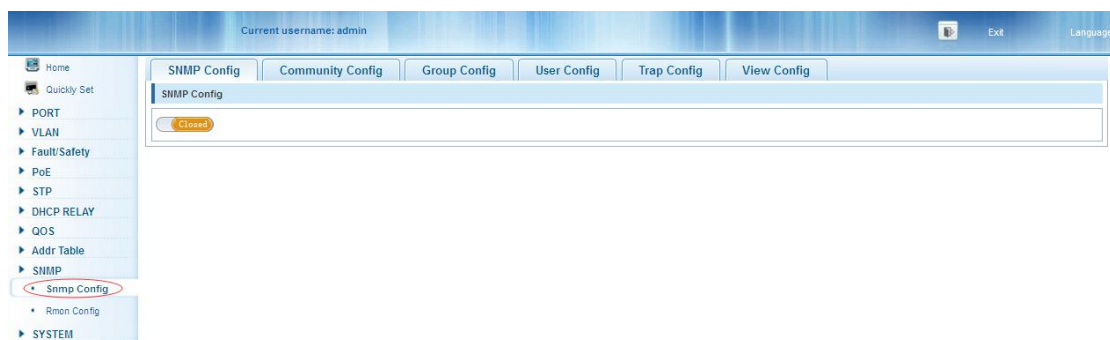 Current username: admin
Exit
Language
Home
Quickly Set
PORT
VLAN
Fault/Safety
PoE
STP
DHCP RELAY
QOS
Addr Table
SNMP
Snmp Config
Rmon Config
SYSTEM
SNMP Config Community Config Group Config User Config Trap Config View Config
SNMP Config
Closed